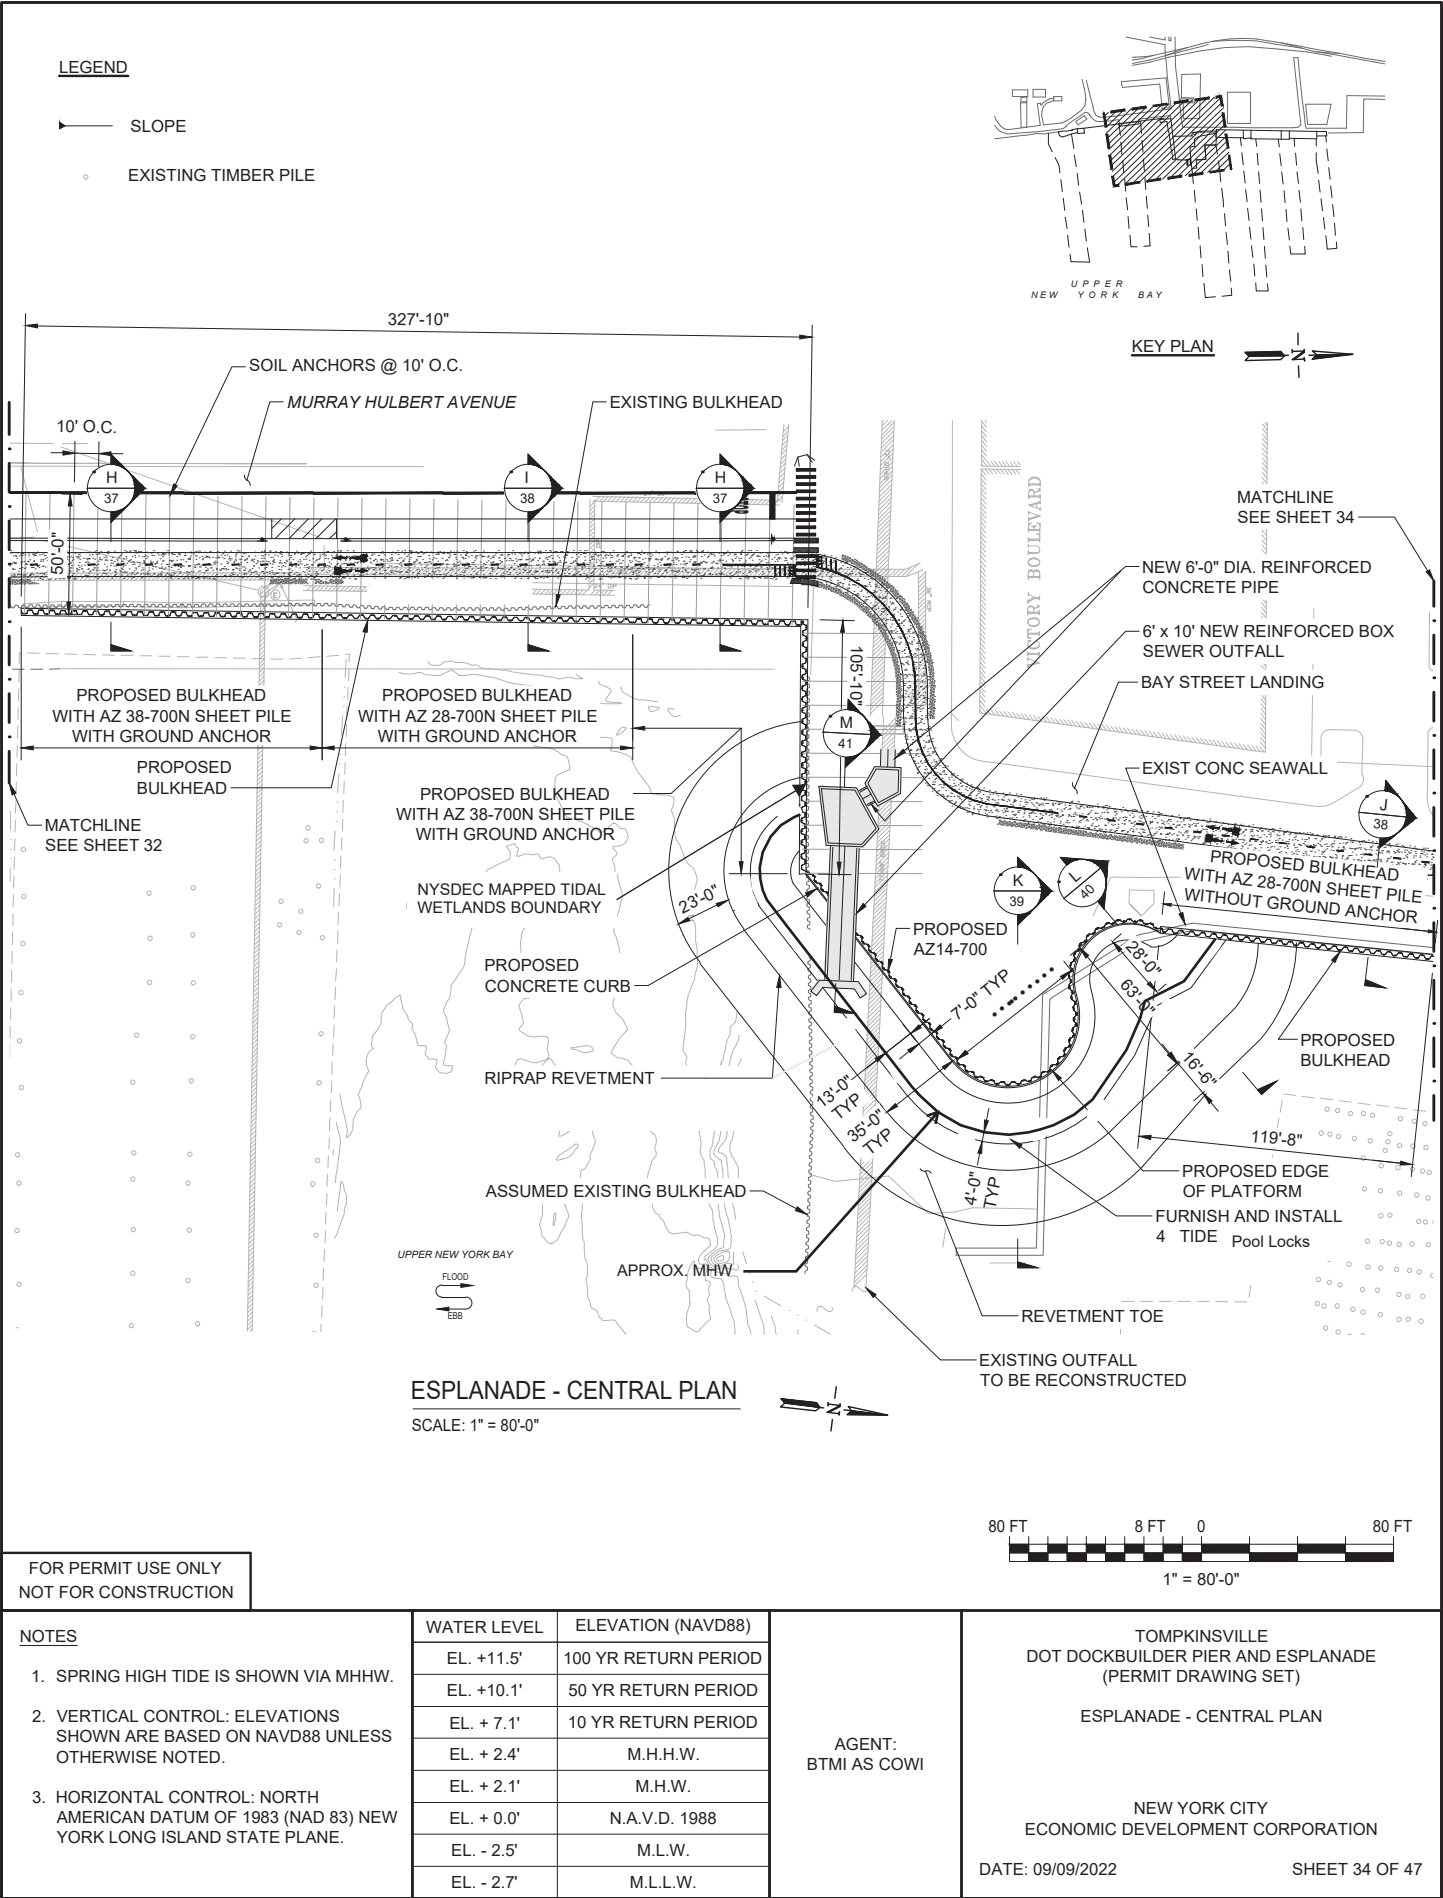 LEGEND
SLOPE
EXISTING TIMBER PILE
UPPER
NEW YORK BAY
KEY PLAN
N
327'-10"
SOIL ANCHORS @ 10' O.C.
MURRAY HULBERT AVENUE
EXISTING BULKHEAD
10' O.C.
H
37
I
38
H
37
50'-0"
VICTORY BOULEVARD
MATCHLINE
SEE SHEET 34
NEW 6'-0" DIA. REINFORCED
CONCRETE PIPE
6' x 10' NEW REINFORCED BOX
SEWER OUTFALL
BAY STREET LANDING
105'-10"
M
41
PROPOSED BULKHEAD
WITH AZ 38-700N SHEET PILE
WITH GROUND ANCHOR
PROPOSED BULKHEAD
WITH AZ 28-700N SHEET PILE
WITH GROUND ANCHOR
PROPOSED
BULKHEAD
PROPOSED BULKHEAD
WITH AZ 38-700N SHEET PILE
WITH GROUND ANCHOR
EXIST CONC SEAWALL
J
38
MATCHLINE
SEE SHEET 32
PROPOSED BULKHEAD
WITH AZ 28-700N SHEET PILE
WITHOUT GROUND ANCHOR
K
39
L
40
NYSDEC MAPPED TIDAL
WETLANDS BOUNDARY
23'-0"
PROPOSED
AZ14-700
PROPOSED
CONCRETE CURB
7'-0" TYP
28'-0"
63'-0"
PROPOSED
BULKHEAD
RIPRAP REVETMENT
13'-0"
TYP
35'-0"
TYP
16'-6"
119'-8"
4'-0"
TYP
PROPOSED EDGE
OF PLATFORM
ASSUMED EXISTING BULKHEAD
FURNISH AND INSTALL
4 TIDE Pool Locks
UPPER NEW YORK BAY
FLOOD
EBB
APPROX. MHW
REVETMENT TOE
EXISTING OUTFALL
TO BE RECONSTRUCTED
ESPLANADE - CENTRAL PLAN
SCALE: 1" = 80'-0"
N
80 FT 8 FT 0 80 FT
1" = 80'-0"
FOR PERMIT USE ONLY
NOT FOR CONSTRUCTION
NOTES
1. SPRING HIGH TIDE IS SHOWN VIA MHHW.
2. VERTICAL CONTROL: ELEVATIONS
SHOWN ARE BASED ON NAVD88 UNLESS
OTHERWISE NOTED.
3. HORIZONTAL CONTROL: NORTH
AMERICAN DATUM OF 1983 (NAD 83) NEW
YORK LONG ISLAND STATE PLANE.
WATER LEVEL ELEVATION (NAVD88)
EL. +11.5' 100 YR RETURN PERIOD
EL. +10.1' 50 YR RETURN PERIOD
EL. + 7.1' 10 YR RETURN PERIOD
EL. + 2.4' M.H.H.W.
EL. + 2.1' M.H.W.
EL. + 0.0' N.A.V.D. 1988
EL. - 2.5' M.L.W.
EL. - 2.7' M.L.L.W.
AGENT:
BTMI AS COWI
TOMPKINSVILLE
DOT DOCKBUILDER PIER AND ESPLANADE
(PERMIT DRAWING SET)
ESPLANADE - CENTRAL PLAN
NEW YORK CITY
ECONOMIC DEVELOPMENT CORPORATION
DATE: 09/09/2022 SHEET 34 OF 47